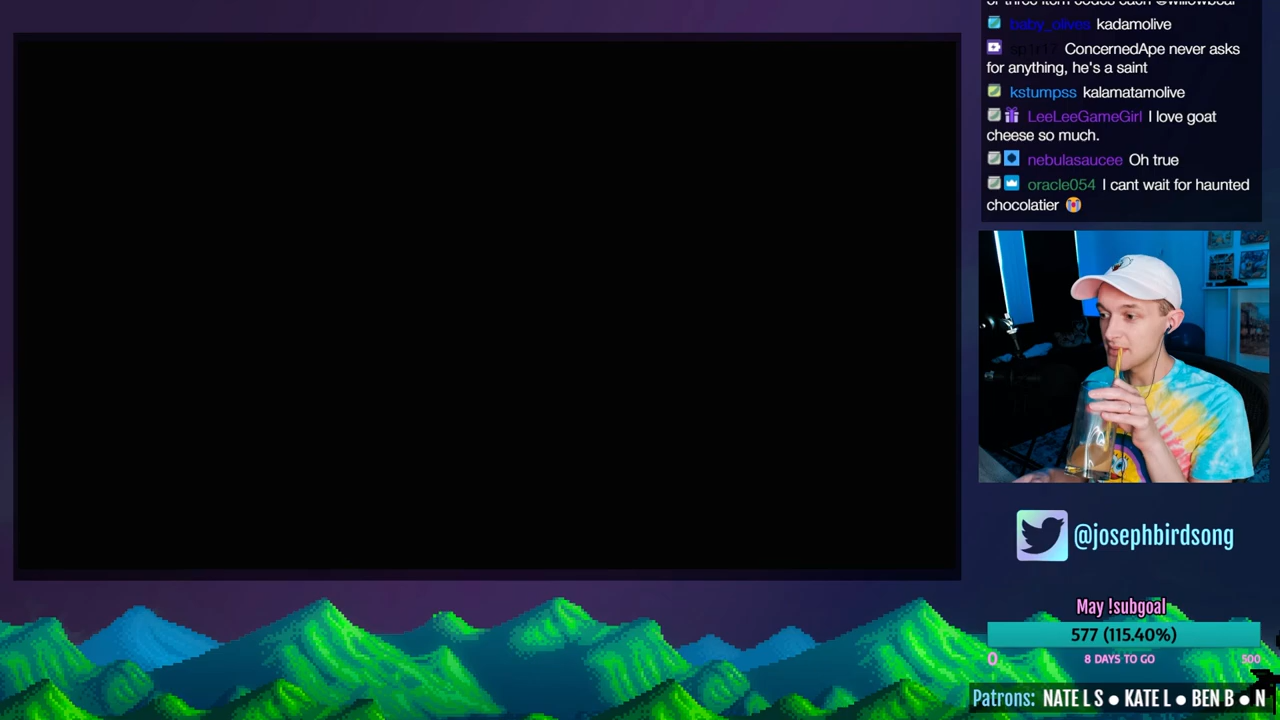 baby_olives kadamolive
sp1r17 ConcernedApe never asks
for anything, he's a saint
kstumpss kalamatamolive
LeeLeeGameGirl I love goat
cheese so much.
nebulasaucee Oh true
oracle054 I cant wait for haunted
chocolatier
@josephbirdsong
May !subgoal
577 (115.40%)
0 8 DAYS TO GO 500
Patrons: NATE L S ● KATE L ● BEN B ● N